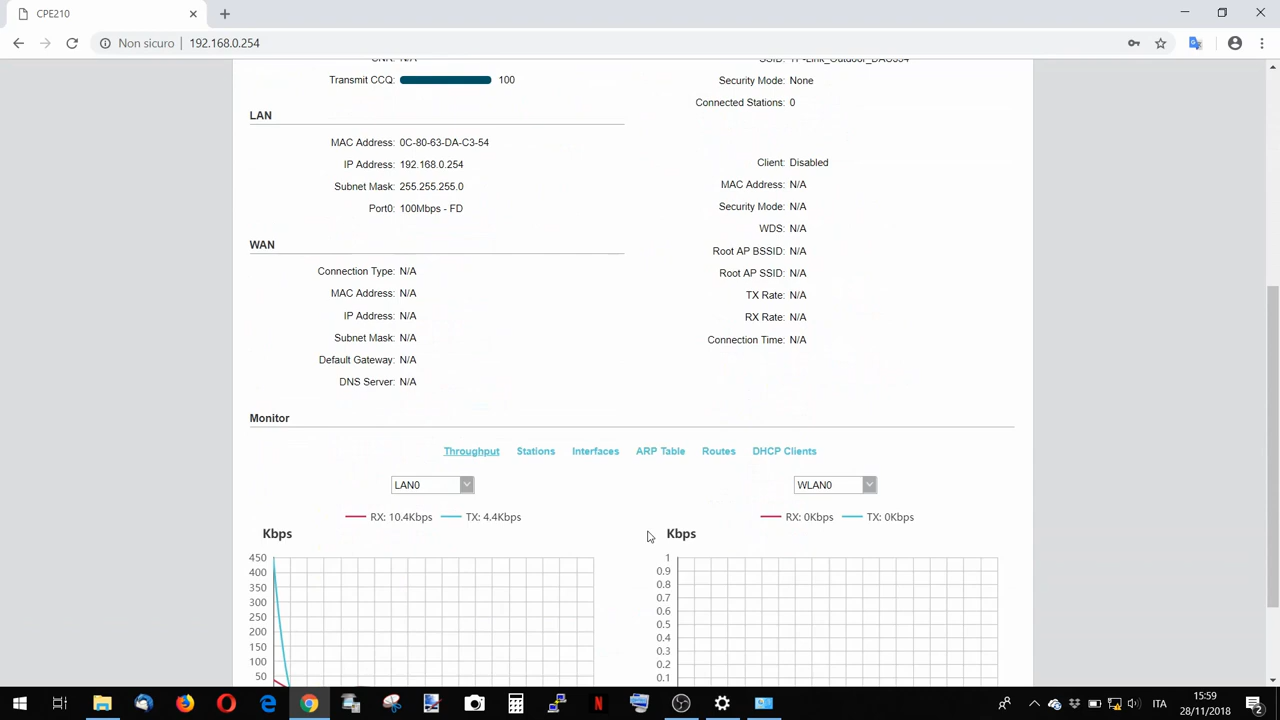 CPE210
Non sicuro | 192.168.0.254
Transmit CCQ: 100
Security Mode: None
Connected Stations: 0
LAN
MAC Address: 0C-80-63-DA-C3-54
IP Address: 192.168.0.254
Subnet Mask: 255.255.255.0
Port0: 100Mbps - FD
Client: Disabled
MAC Address: N/A
Security Mode: N/A
WDS: N/A
Root AP BSSID: N/A
Root AP SSID: N/A
TX Rate: N/A
RX Rate: N/A
Connection Time: N/A
WAN
Connection Type: N/A
MAC Address: N/A
IP Address: N/A
Subnet Mask: N/A
Default Gateway: N/A
DNS Server: N/A
Monitor
Throughput Stations Interfaces ARP Table Routes DHCP Clients
LAN0 WLAN0
RX: 10.4Kbps TX: 4.4Kbps RX: 0Kbps TX: 0Kbps
Kbps Kbps
450 1
400 0.9
350 0.8
300 0.7
250 0.6
200 0.5
150 0.4
100 0.3
50 0.2
0.1
15:59
ITA
28/11/2018
2